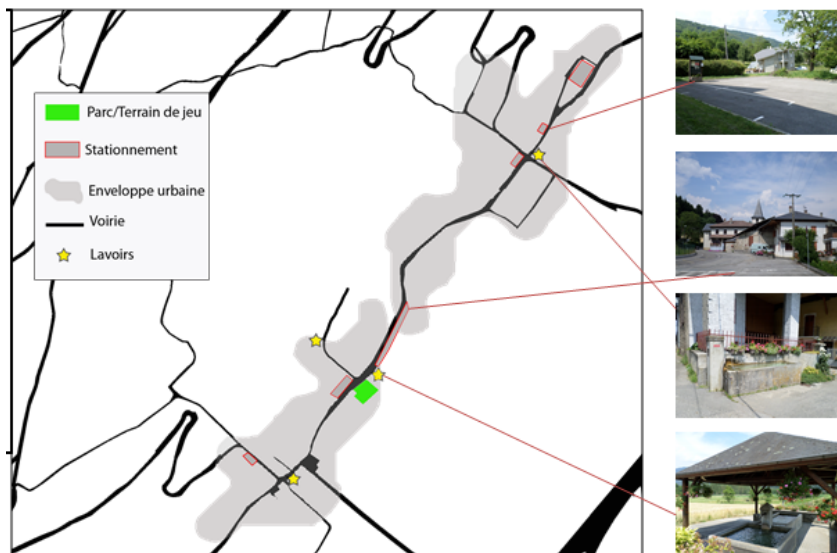 Parc/Terrain de jeu
Stationnement
Enveloppe urbaine
Voirie
Lavoirs